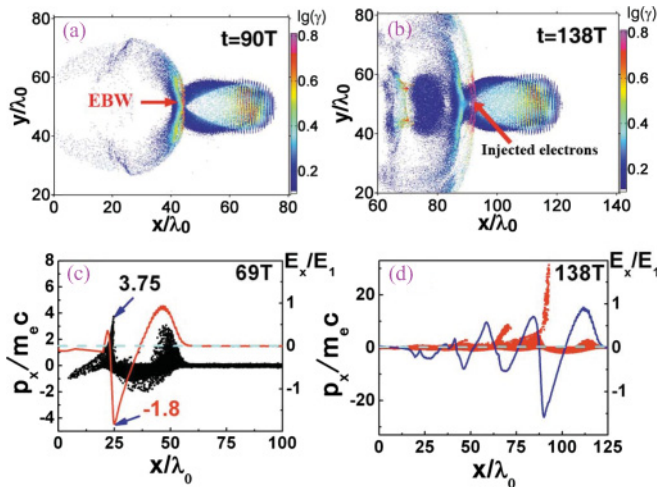 (a) t=90T lg(γ)
80 60 40 20
y/λ0
EBW
0 20 40 60 80
x/λ0
0.8 0.6 0.4 0.2
(b) t=138T lg(γ)
80 60 40 20
y/λ0
Injected electrons
60 80 100 120 140
x/λ0
0.8 0.6 0.4 0.2
(c) 69T Ex/E1
8 6 4 2 0 -2 -4
px/mec
3.75
-1.8
1 0 -1
0 25 50 75 100
x/λ0
(d) 138T Ex/E1
20 0 -20
px/mec
1 0 -1
0 25 50 75 100 125
x/λ0